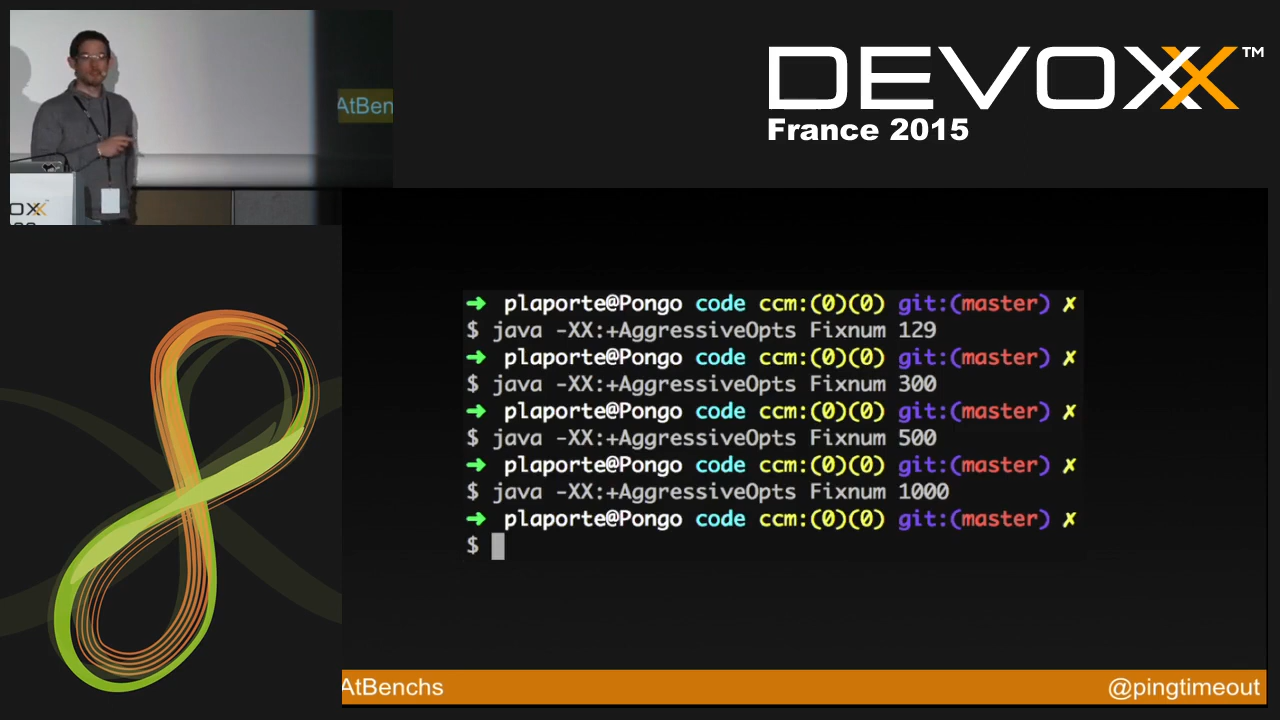 AtBen
DEVOXX™
France 2015
OXX
➜ plaporte@Pongo code ccm:(0)(0) git:(master) ✗
$ java -XX:+AggressiveOpts Fixnum 129
➜ plaporte@Pongo code ccm:(0)(0) git:(master) ✗
$ java -XX:+AggressiveOpts Fixnum 300
➜ plaporte@Pongo code ccm:(0)(0) git:(master) ✗
$ java -XX:+AggressiveOpts Fixnum 500
➜ plaporte@Pongo code ccm:(0)(0) git:(master) ✗
$ java -XX:+AggressiveOpts Fixnum 1000
➜ plaporte@Pongo code ccm:(0)(0) git:(master) ✗
$
AtBenchs
@pingtimeout